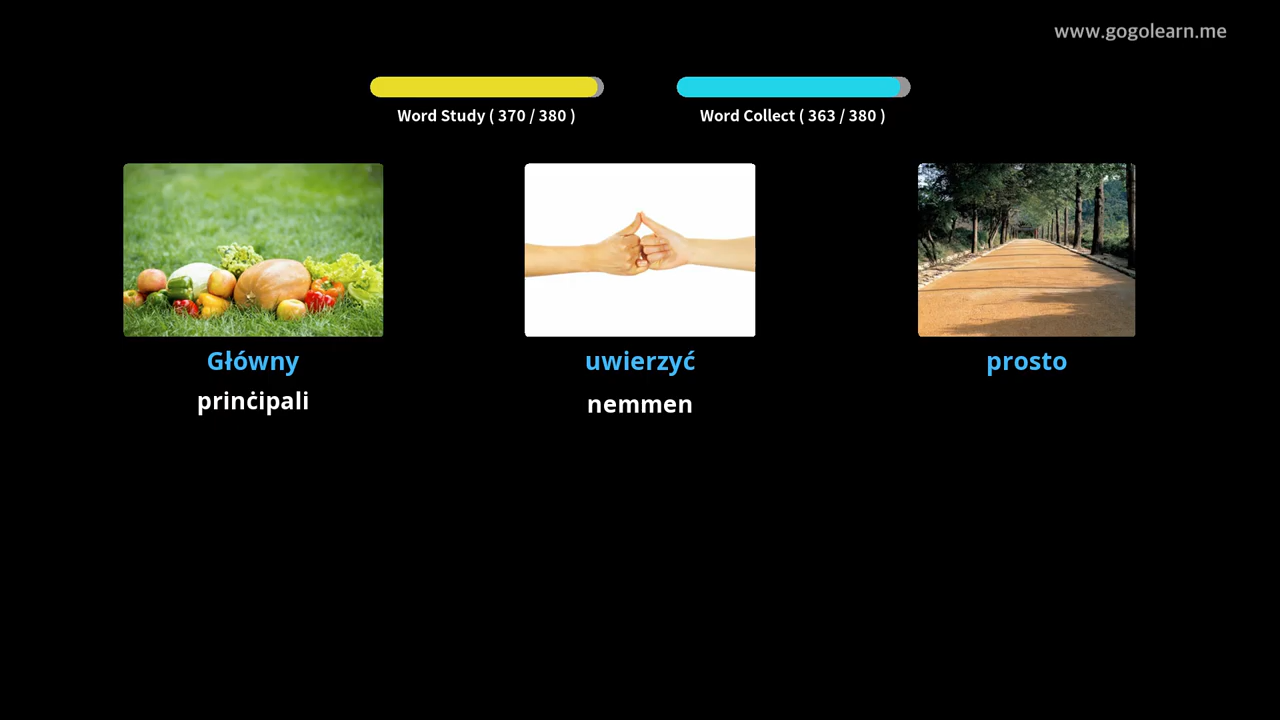 www.gogolearn.me
Word Study ( 370 / 380 )
Word Collect ( 363 / 380 )
Główny
uwierzyć
prosto
prinċipali
nemmen